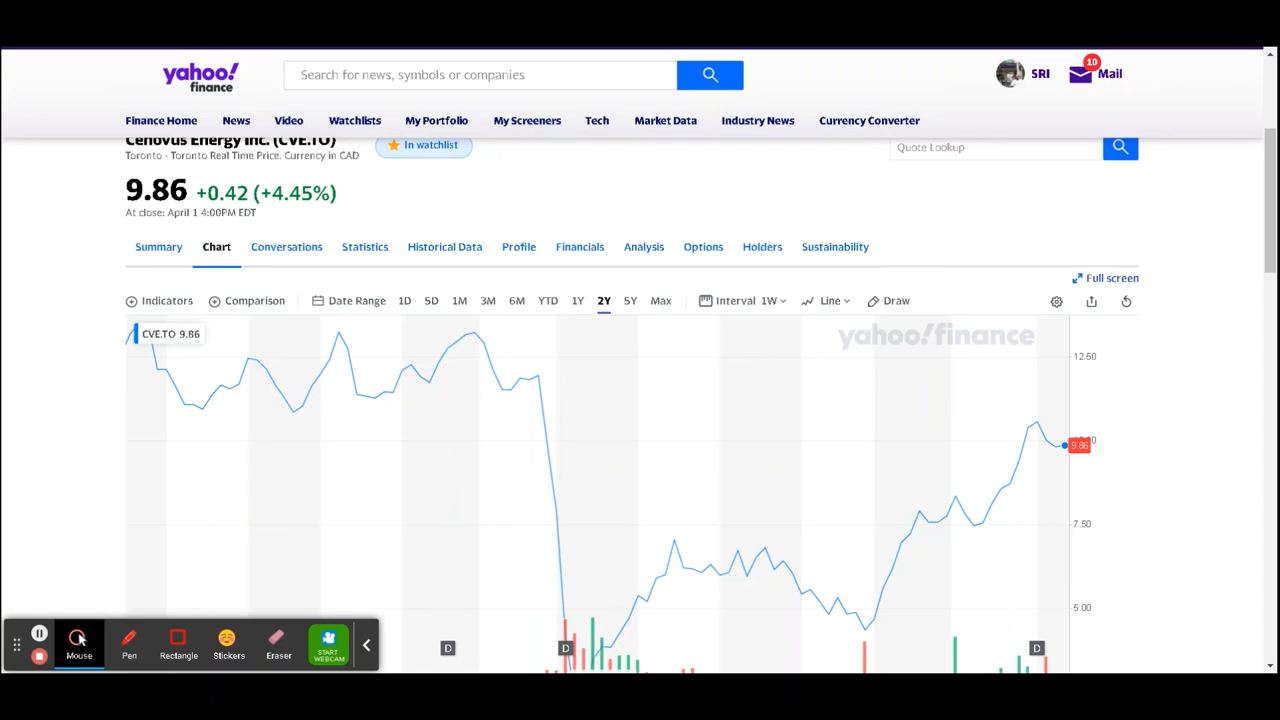 yahoo!
finance
Search for news, symbols or companies
SRI
10
Mail
Finance Home News Video Watchlists My Portfolio My Screeners Tech Market Data Industry News Currency Converter
Cenovus Energy Inc. (CVE.TO)
In watchlist
Toronto - Toronto Real Time Price. Currency in CAD
Quote Lookup
9.86 +0.42 (+4.45%)
At close: April 1 4:00PM EDT
Summary Chart Conversations Statistics Historical Data Profile Financials Analysis Options Holders Sustainability
Full screen
Indicators Comparison Date Range 1D 5D 1M 3M 6M YTD 1Y 2Y 5Y Max Interval 1W Line Draw
CVE.TO 9.86
yahoo!finance
12.50
9.86
7.50
5.00
D D D
Mouse Pen Rectangle Stickers Eraser START
WEBCAM